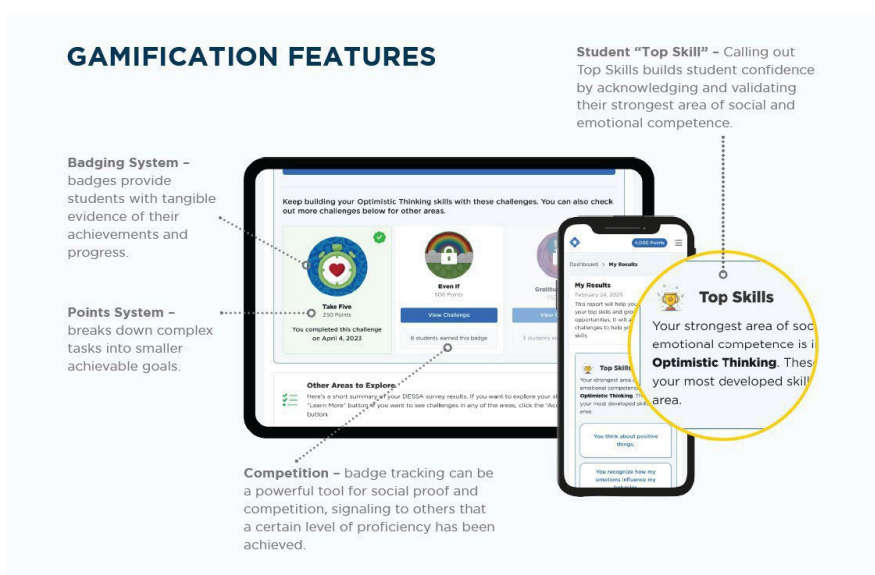 GAMIFICATION FEATURES
Student “Top Skill” – Calling out
Top Skills builds student confidence
by acknowledging and validating
their strongest area of social and
emotional competence.
Badging System –
badges provide
students with tangible
evidence of their
achievements and
progress.
Points System –
breaks down complex
tasks into smaller
achievable goals.
Keep building your Optimistic Thinking skills with these challenges. You can also check
out more challenges below for other areas.
Take Five
250 Points
You completed this challenge
on April 4, 2023
Even If
500 Points
View Challenge
8 students earned this badge
Gratitu
View
3 students
Other Areas to Explore
Here's a short summary of your DESSA survey results. If you want to explore your
"Learn More" button. If you want to see challenges in any of the areas, click the
button.
4,000 Points
Dashboard > My Results
My Results
February 24, 2023
This report will help you
your top skills and
opportunities. It will
challenges to help
skills.
Top Skills
Your strongest area
emotional competence
Optimistic Thinking.
your most developed
area.
You think about positive
things.
You recognize how my
emotions influence my
behavior.
Top Skills
Your strongest area of soc
emotional competence is i
Optimistic Thinking. Thes
your most developed skil
area.
Competition – badge tracking can be
a powerful tool for social proof and
competition, signaling to others that
a certain level of proficiency has been
achieved.